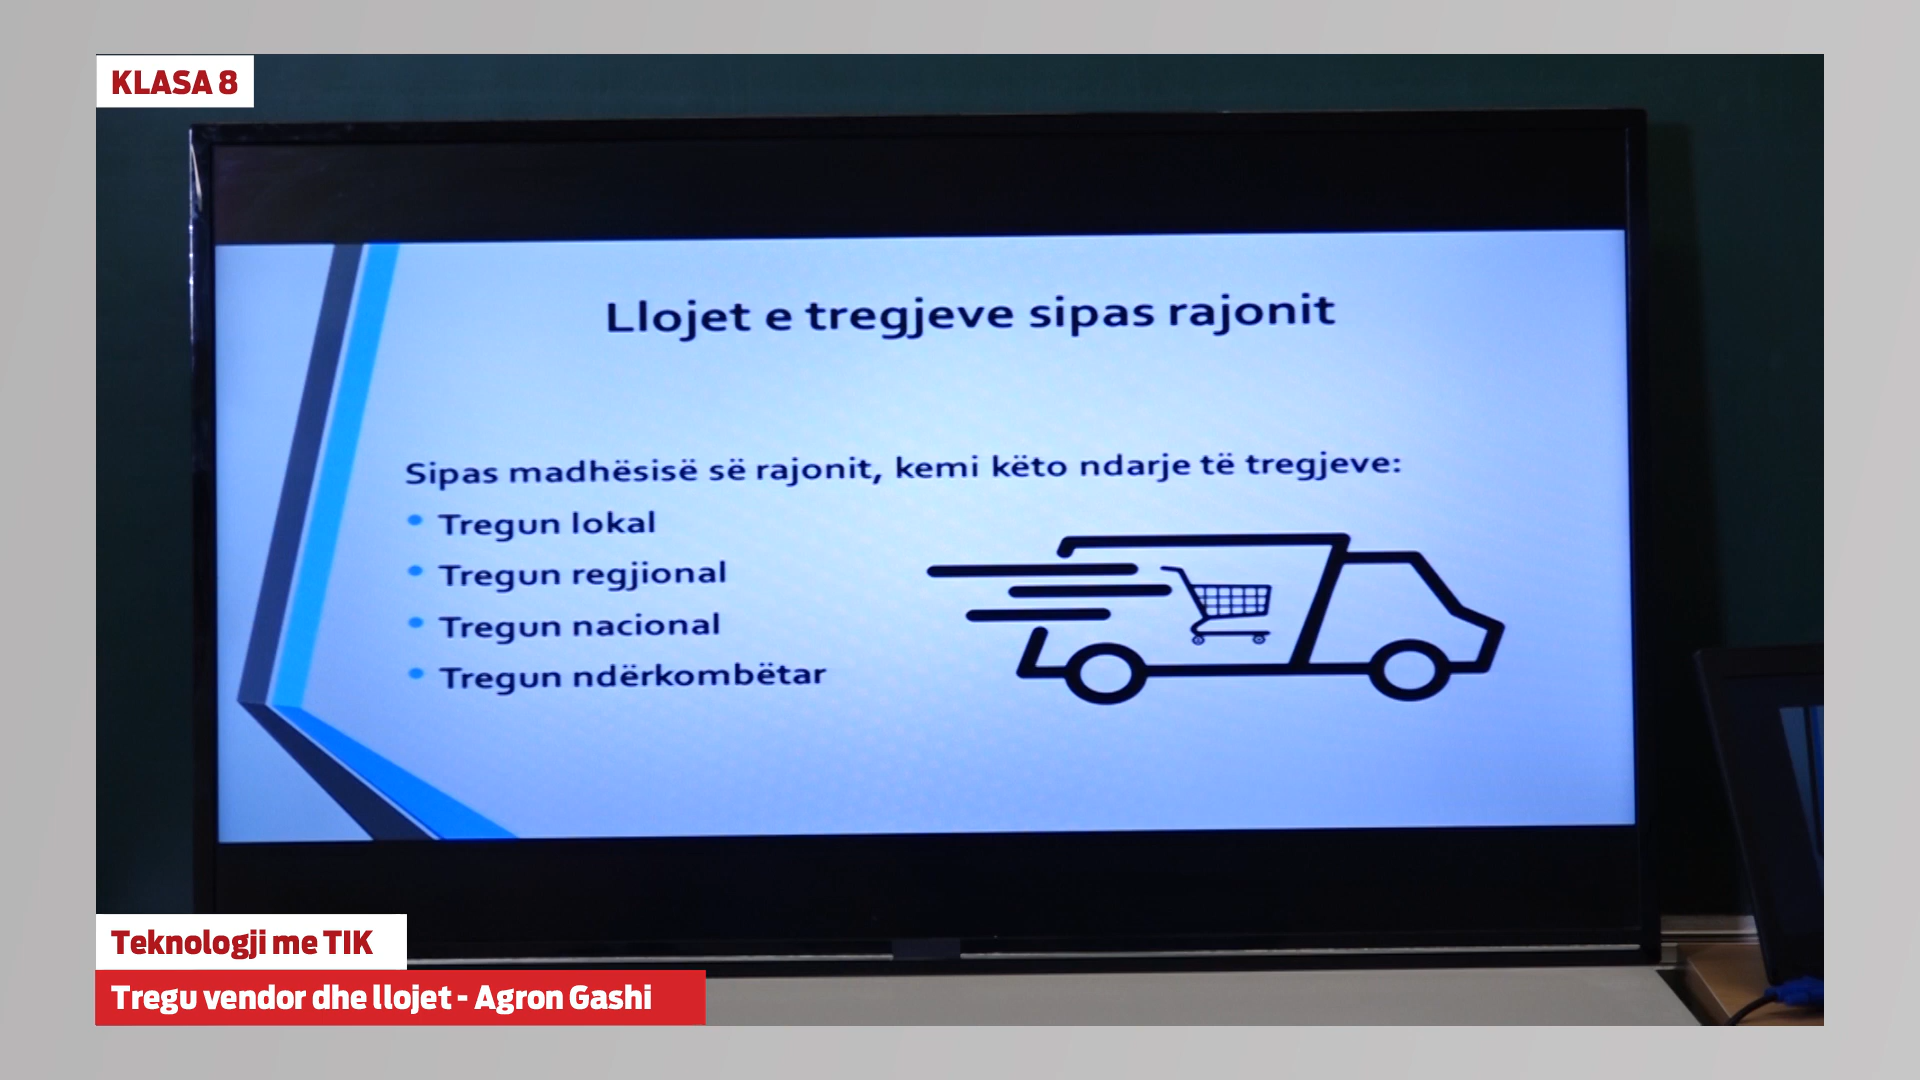 KLASA 8
Llojet e tregjeve sipas rajonit
Sipas madhësisë së rajonit, kemi këto ndarje të tregjeve:
• Tregun lokal
• Tregun regjional
• Tregun nacional
• Tregun ndërkombëtar
Teknologji me TIK
Tregu vendor dhe llojet - Agron Gashi